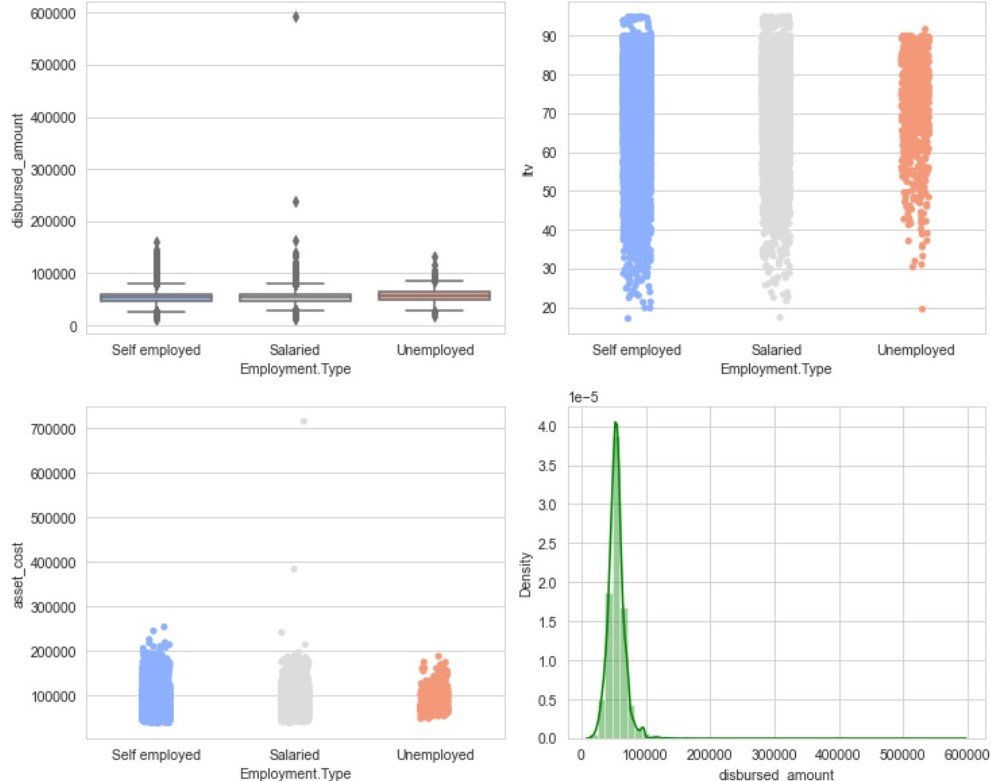 600000
500000
400000
300000
200000
100000
0
disbursed_amount
Self employed Salaried Unemployed
Employment.Type
90
80
70
60
50
40
30
20
ltv
Self employed Salaried Unemployed
Employment.Type
700000
600000
500000
400000
300000
200000
100000
asset_cost
Self employed Salaried Unemployed
Employment.Type
1e−5
4.0
3.5
3.0
2.5
2.0
1.5
1.0
0.5
0.0
Density
0 100000 200000 300000 400000 500000 600000
disbursed_amount